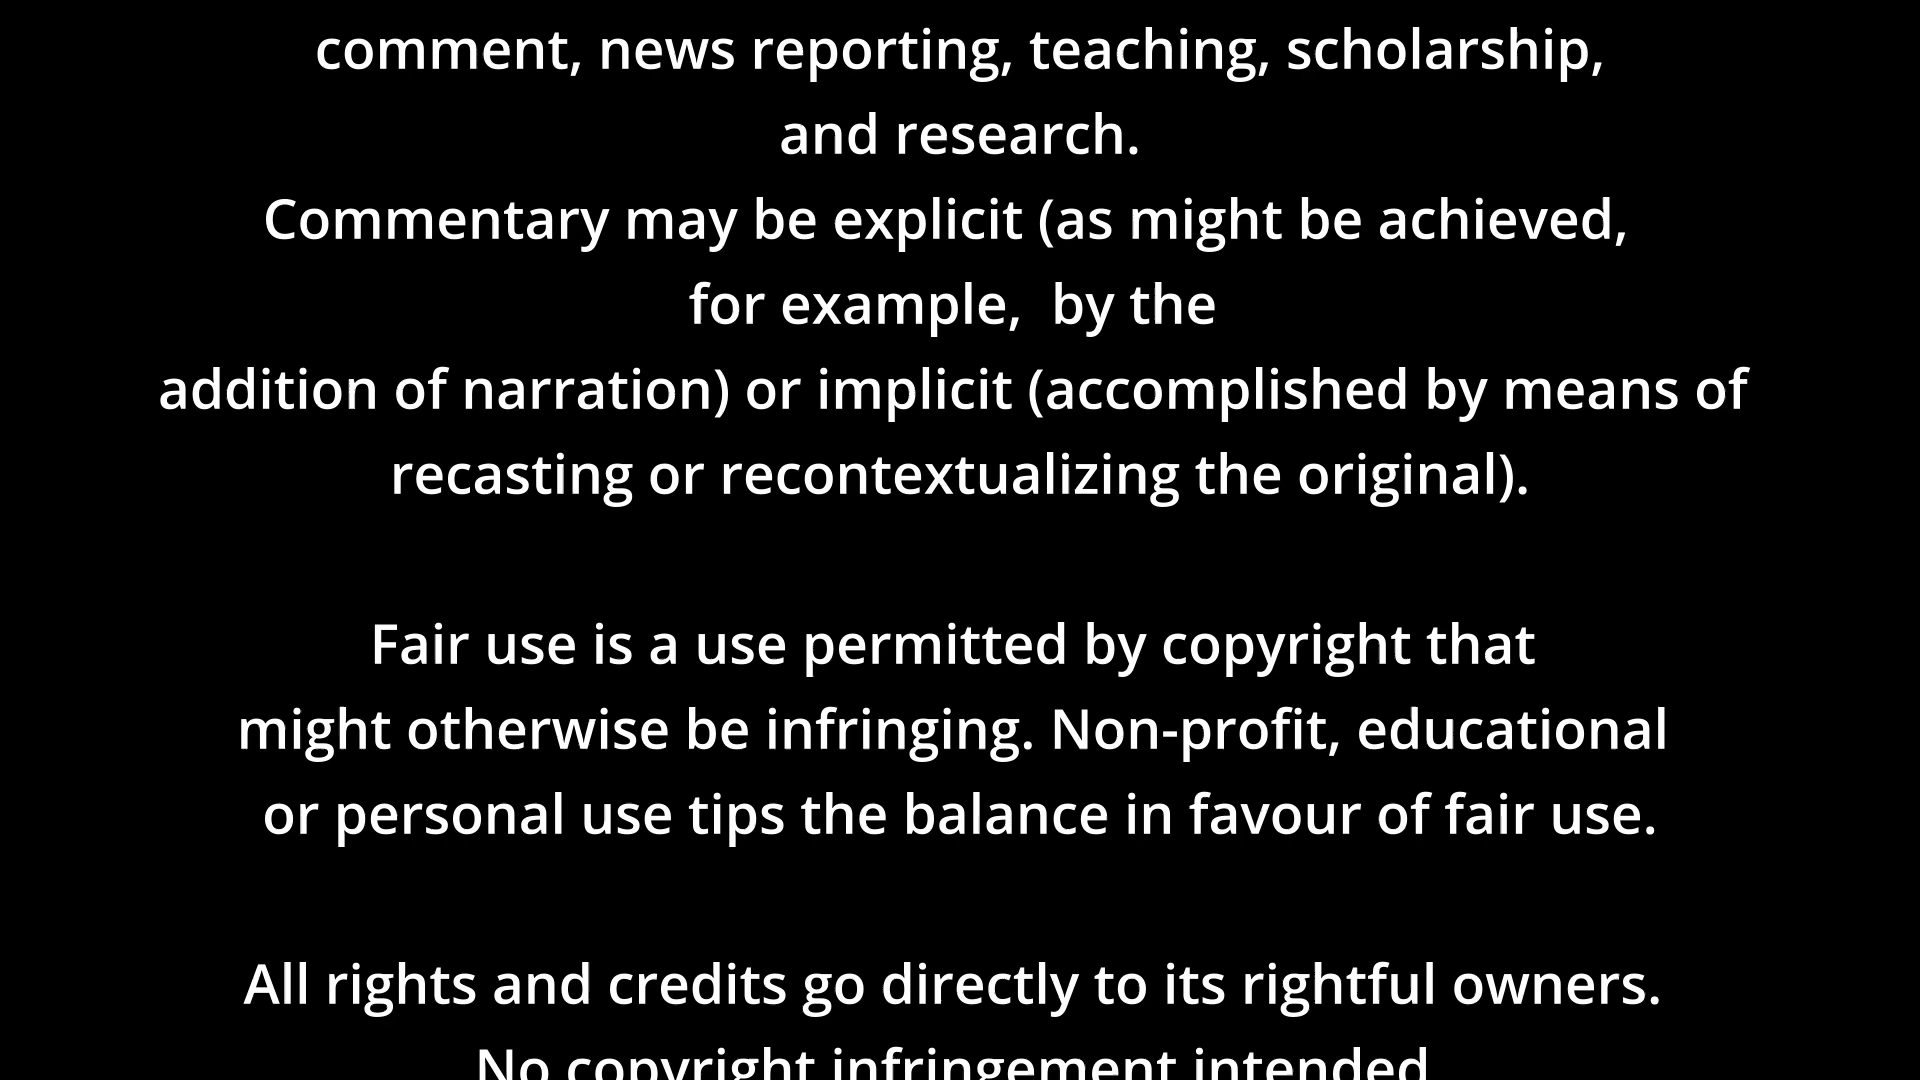 comment, news reporting, teaching, scholarship,
and research.
Commentary may be explicit (as might be achieved,
for example,  by the
addition of narration) or implicit (accomplished by means of
recasting or recontextualizing the original).
Fair use is a use permitted by copyright that
might otherwise be infringing. Non-profit, educational
or personal use tips the balance in favour of fair use.
All rights and credits go directly to its rightful owners.
No copyright infringement intended